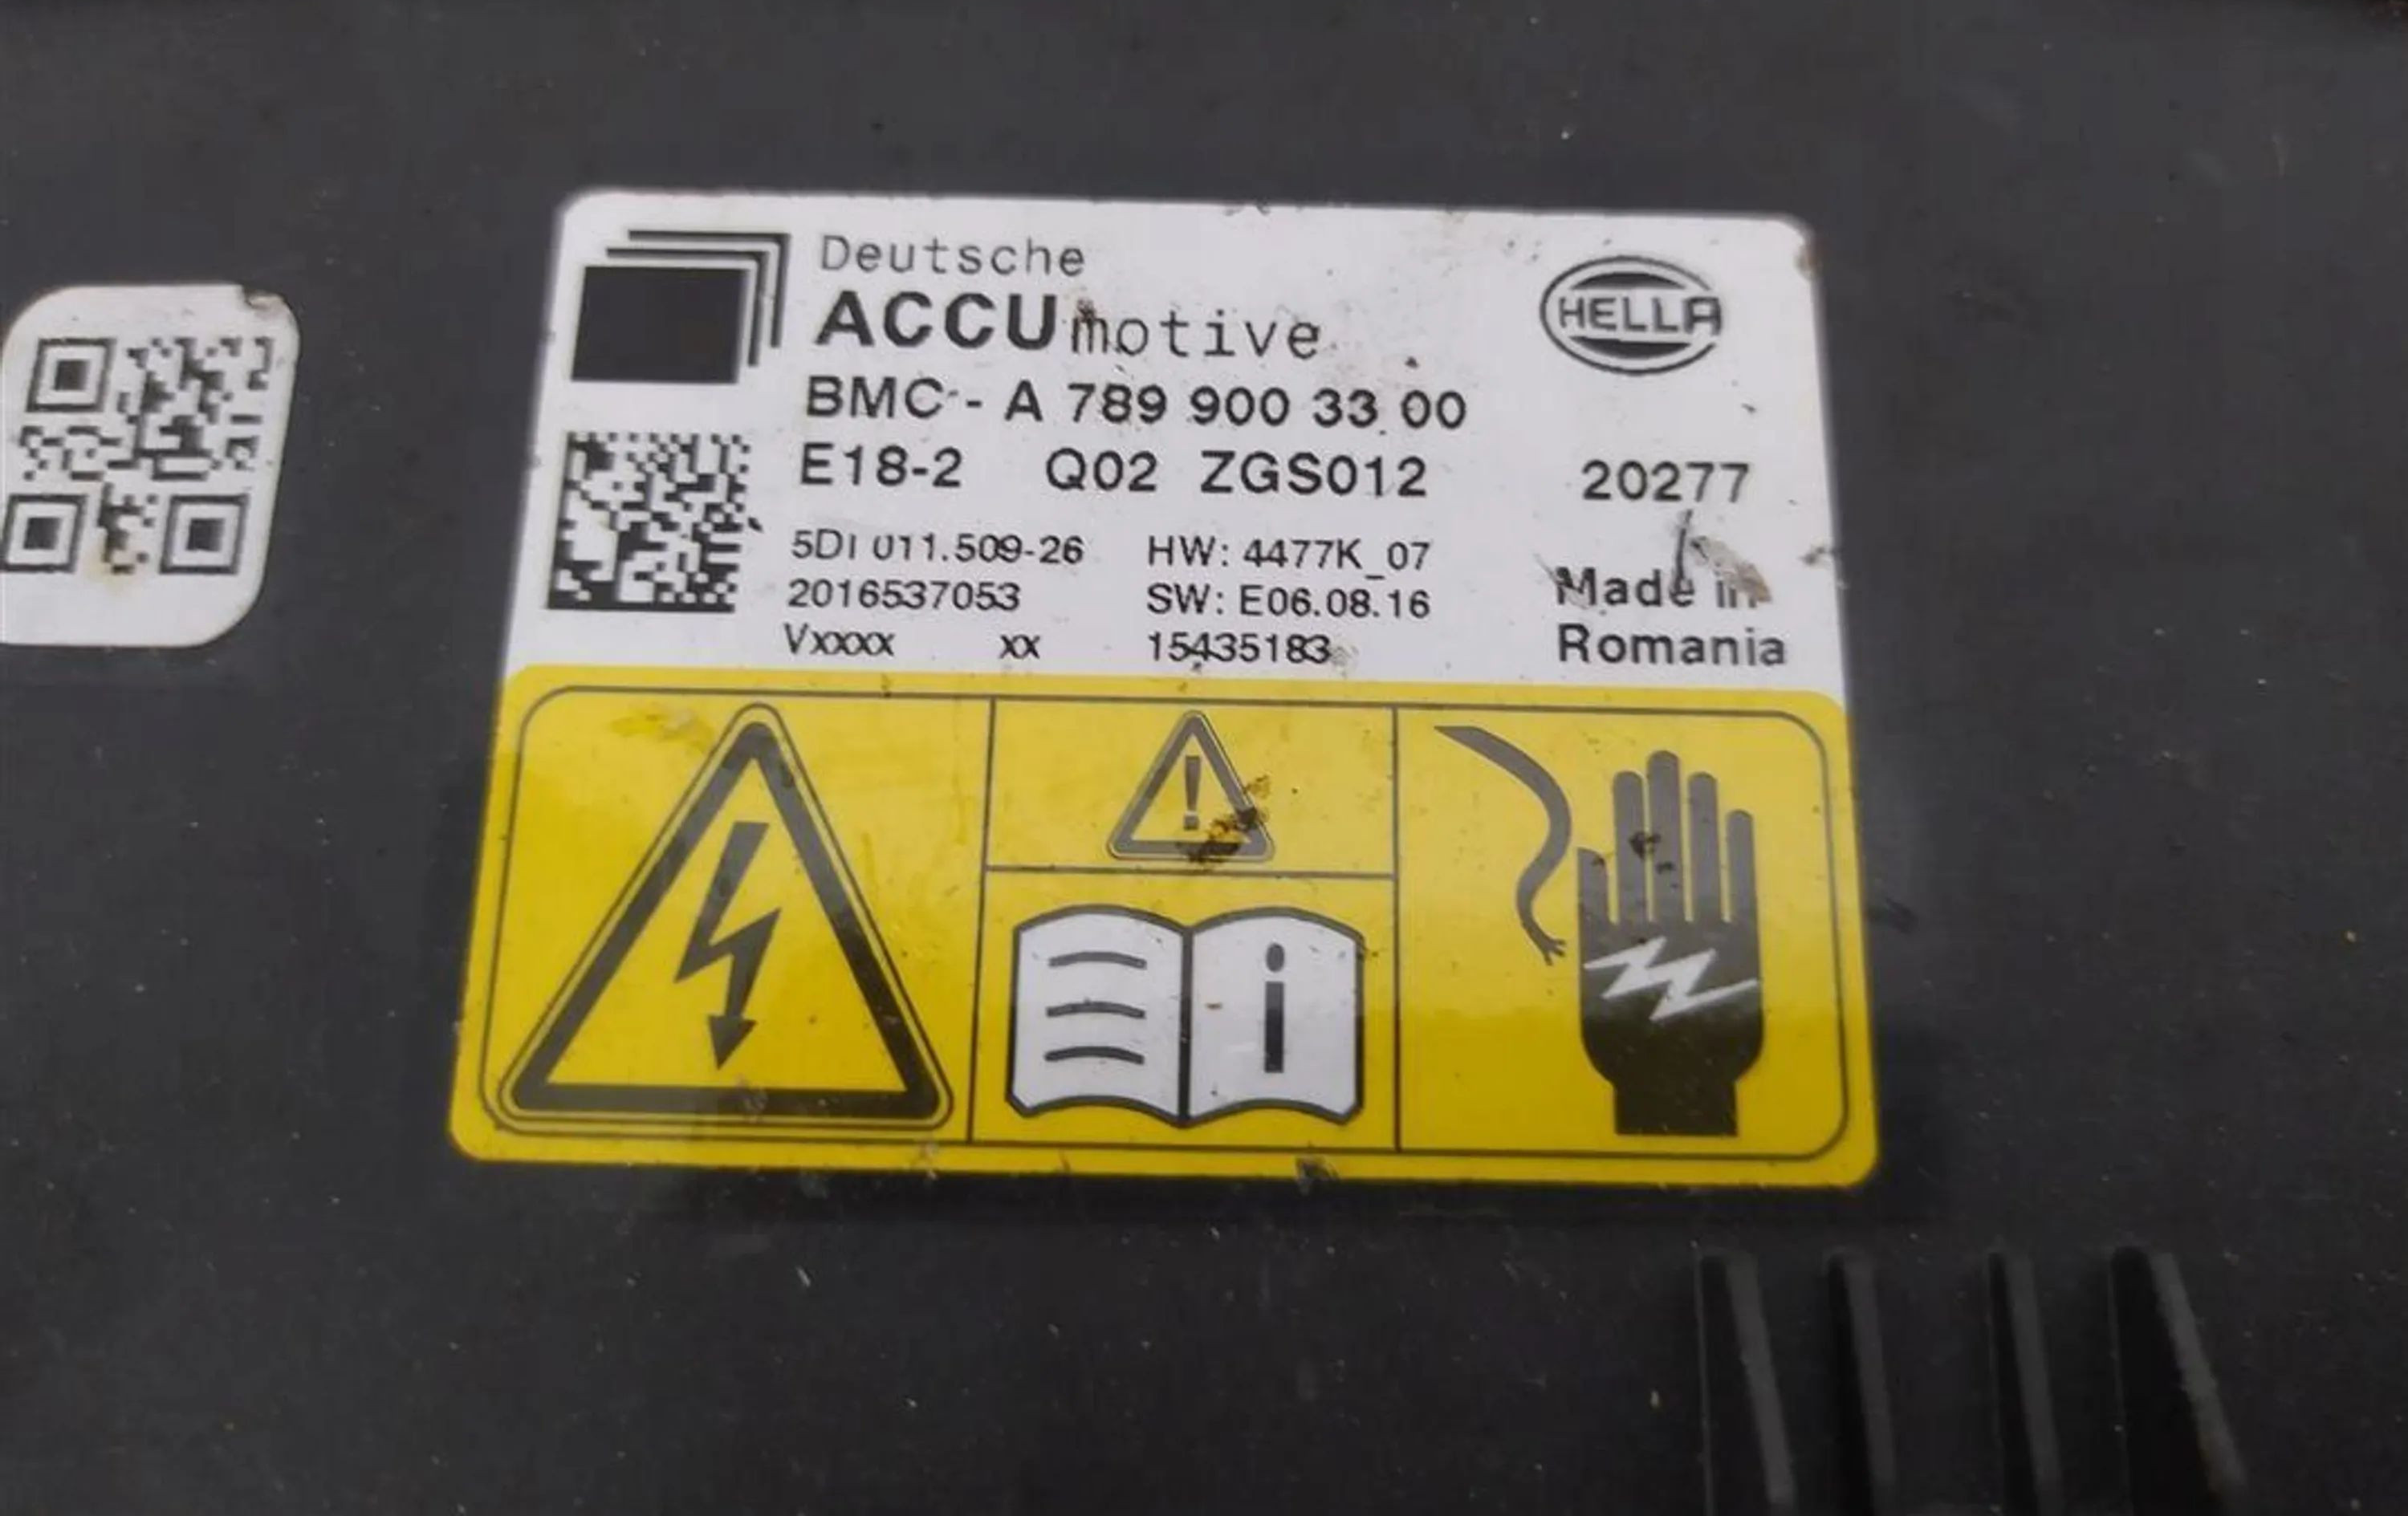 Deutsche
ACCUmotive
HELLA
BMC - A 789 900 33 00
E18-2 Q02 ZGS012 20277
5DI 011.509-26 HW: 4477K_07
2016537053 SW: E06.08.16
Vxxxx xx 15435183
Made in
Romania
i